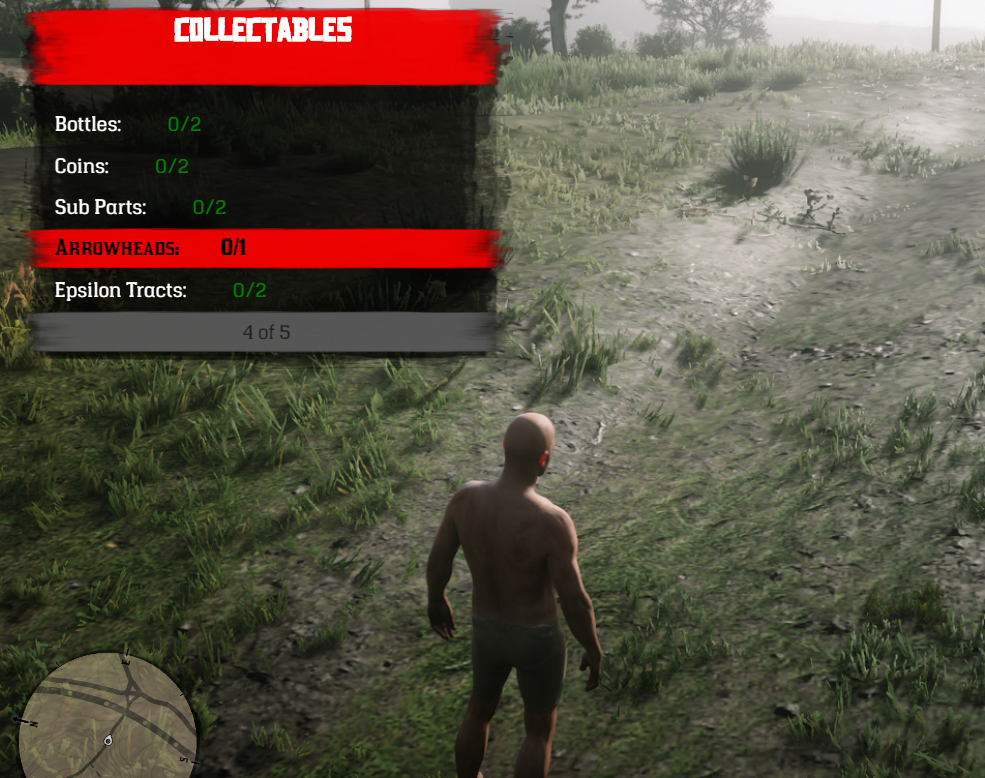 COLLECTABLES
Bottles: 0/2
Coins: 0/2
Sub Parts: 0/2
ARROWHEADS: 0/1
Epsilon Tracts: 0/2
4 of 5